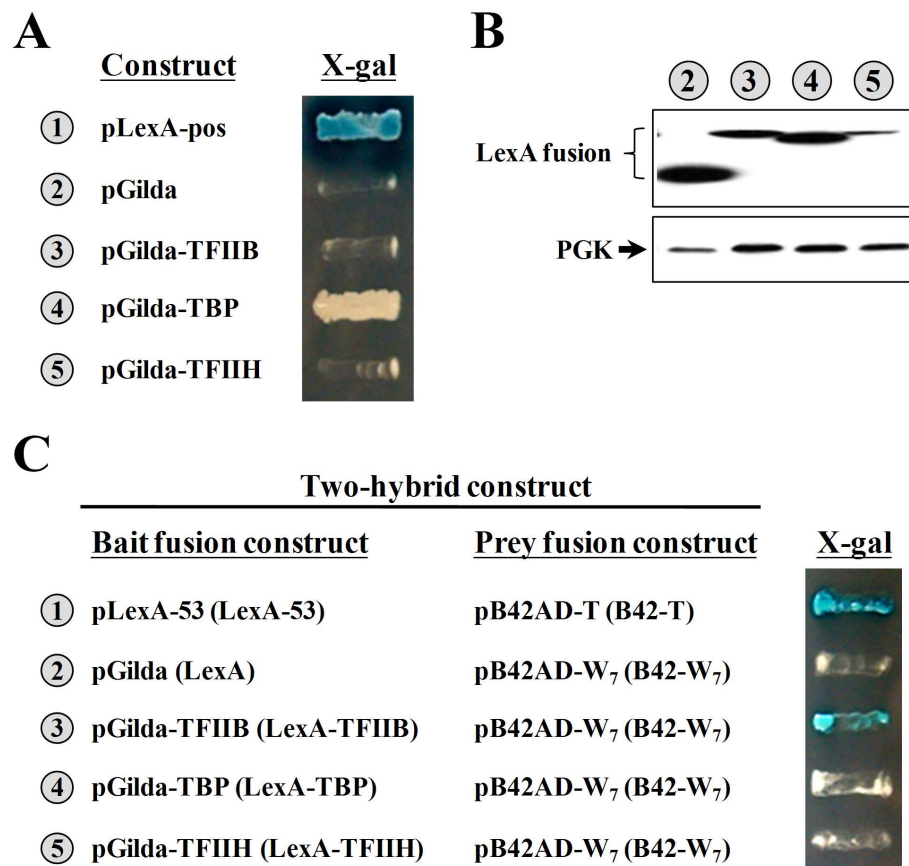 A
Construct X-gal
1 pLexA-pos
2 pGilda
3 pGilda-TFIIB
4 pGilda-TBP
5 pGilda-TFIIH
B
2 3 4 5
LexA fusion
PGK
C
Two-hybrid construct
Bait fusion construct Prey fusion construct X-gal
1 pLexA-53 (LexA-53) pB42AD-T (B42-T)
2 pGilda (LexA) pB42AD-W₇ (B42-W₇)
3 pGilda-TFIIB (LexA-TFIIB) pB42AD-W₇ (B42-W₇)
4 pGilda-TBP (LexA-TBP) pB42AD-W₇ (B42-W₇)
5 pGilda-TFIIH (LexA-TFIIH) pB42AD-W₇ (B42-W₇)